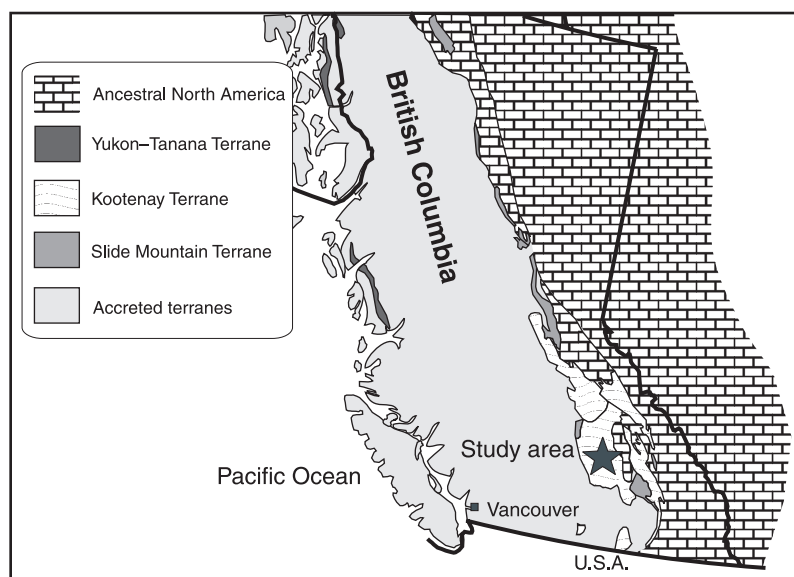 Ancestral North America
Yukon–Tanana Terrane
Kootenay Terrane
Slide Mountain Terrane
Accreted terranes
British Columbia
Study area
Pacific Ocean
Vancouver
U.S.A.